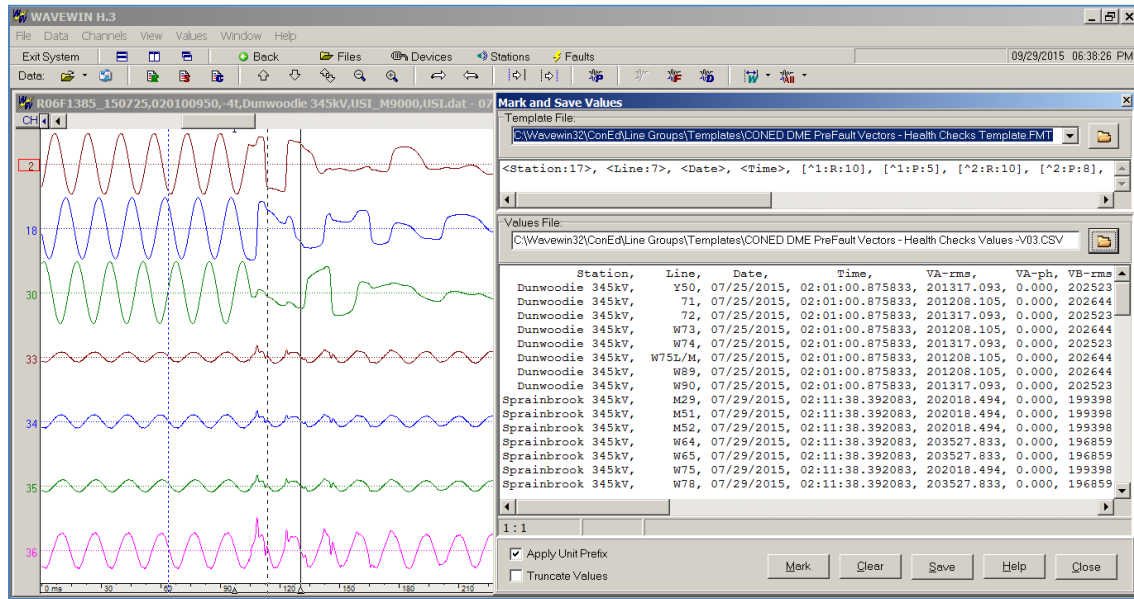 WAVEWIN H.3
File Data Channels View Values Window Help
Exit System Back Files Devices Stations Faults 09/29/2015 06:38:26 PM
Data:
R06F1385_150725,020100950,-4t,Dunwoodie 345kV,USI_M9000,USI.dat - 07
CH
2
18
30
33
34
35
36
0 ms 30 60 90 120 150 180 210
Mark and Save Values
Template File:
C:\Wavewin32\ConEd\Line Groups\Templates\CONED DME PreFault Vectors - Health Checks Template.FMT
<Station:17>, <Line:7>, <Date>, <Time>, [^1:R:10], [^1:P:5], [^2:R:10], [^2:P:8],
Values File:
C:\Wavewin32\ConEd\Line Groups\Templates\CONED DME PreFault Vectors - Health Checks Values -V03.CSV
Station, Line, Date, Time, VA-rms, VA-ph, VB-rms
Dunwoodie 345kV, Y50, 07/25/2015, 02:01:00.875833, 201317.093, 0.000, 202523
Dunwoodie 345kV, 71, 07/25/2015, 02:01:00.875833, 201208.105, 0.000, 202644
Dunwoodie 345kV, 72, 07/25/2015, 02:01:00.875833, 201317.093, 0.000, 202523
Dunwoodie 345kV, W73, 07/25/2015, 02:01:00.875833, 201208.105, 0.000, 202644
Dunwoodie 345kV, W74, 07/25/2015, 02:01:00.875833, 201317.093, 0.000, 202523
Dunwoodie 345kV, W75L/M, 07/25/2015, 02:01:00.875833, 201208.105, 0.000, 202644
Dunwoodie 345kV, W89, 07/25/2015, 02:01:00.875833, 201208.105, 0.000, 202644
Dunwoodie 345kV, W90, 07/25/2015, 02:01:00.875833, 201317.093, 0.000, 202523
Sprainbrook 345kV, M29, 07/29/2015, 02:11:38.392083, 202018.494, 0.000, 199398
Sprainbrook 345kV, M51, 07/29/2015, 02:11:38.392083, 202018.494, 0.000, 199398
Sprainbrook 345kV, M52, 07/29/2015, 02:11:38.392083, 202018.494, 0.000, 199398
Sprainbrook 345kV, W64, 07/29/2015, 02:11:38.392083, 203527.833, 0.000, 196859
Sprainbrook 345kV, W65, 07/29/2015, 02:11:38.392083, 203527.833, 0.000, 196859
Sprainbrook 345kV, W75, 07/29/2015, 02:11:38.392083, 202018.494, 0.000, 199398
Sprainbrook 345kV, W78, 07/29/2015, 02:11:38.392083, 203527.833, 0.000, 196859
1:1
Apply Unit Prefix
Truncate Values
Mark Clear Save Help Close